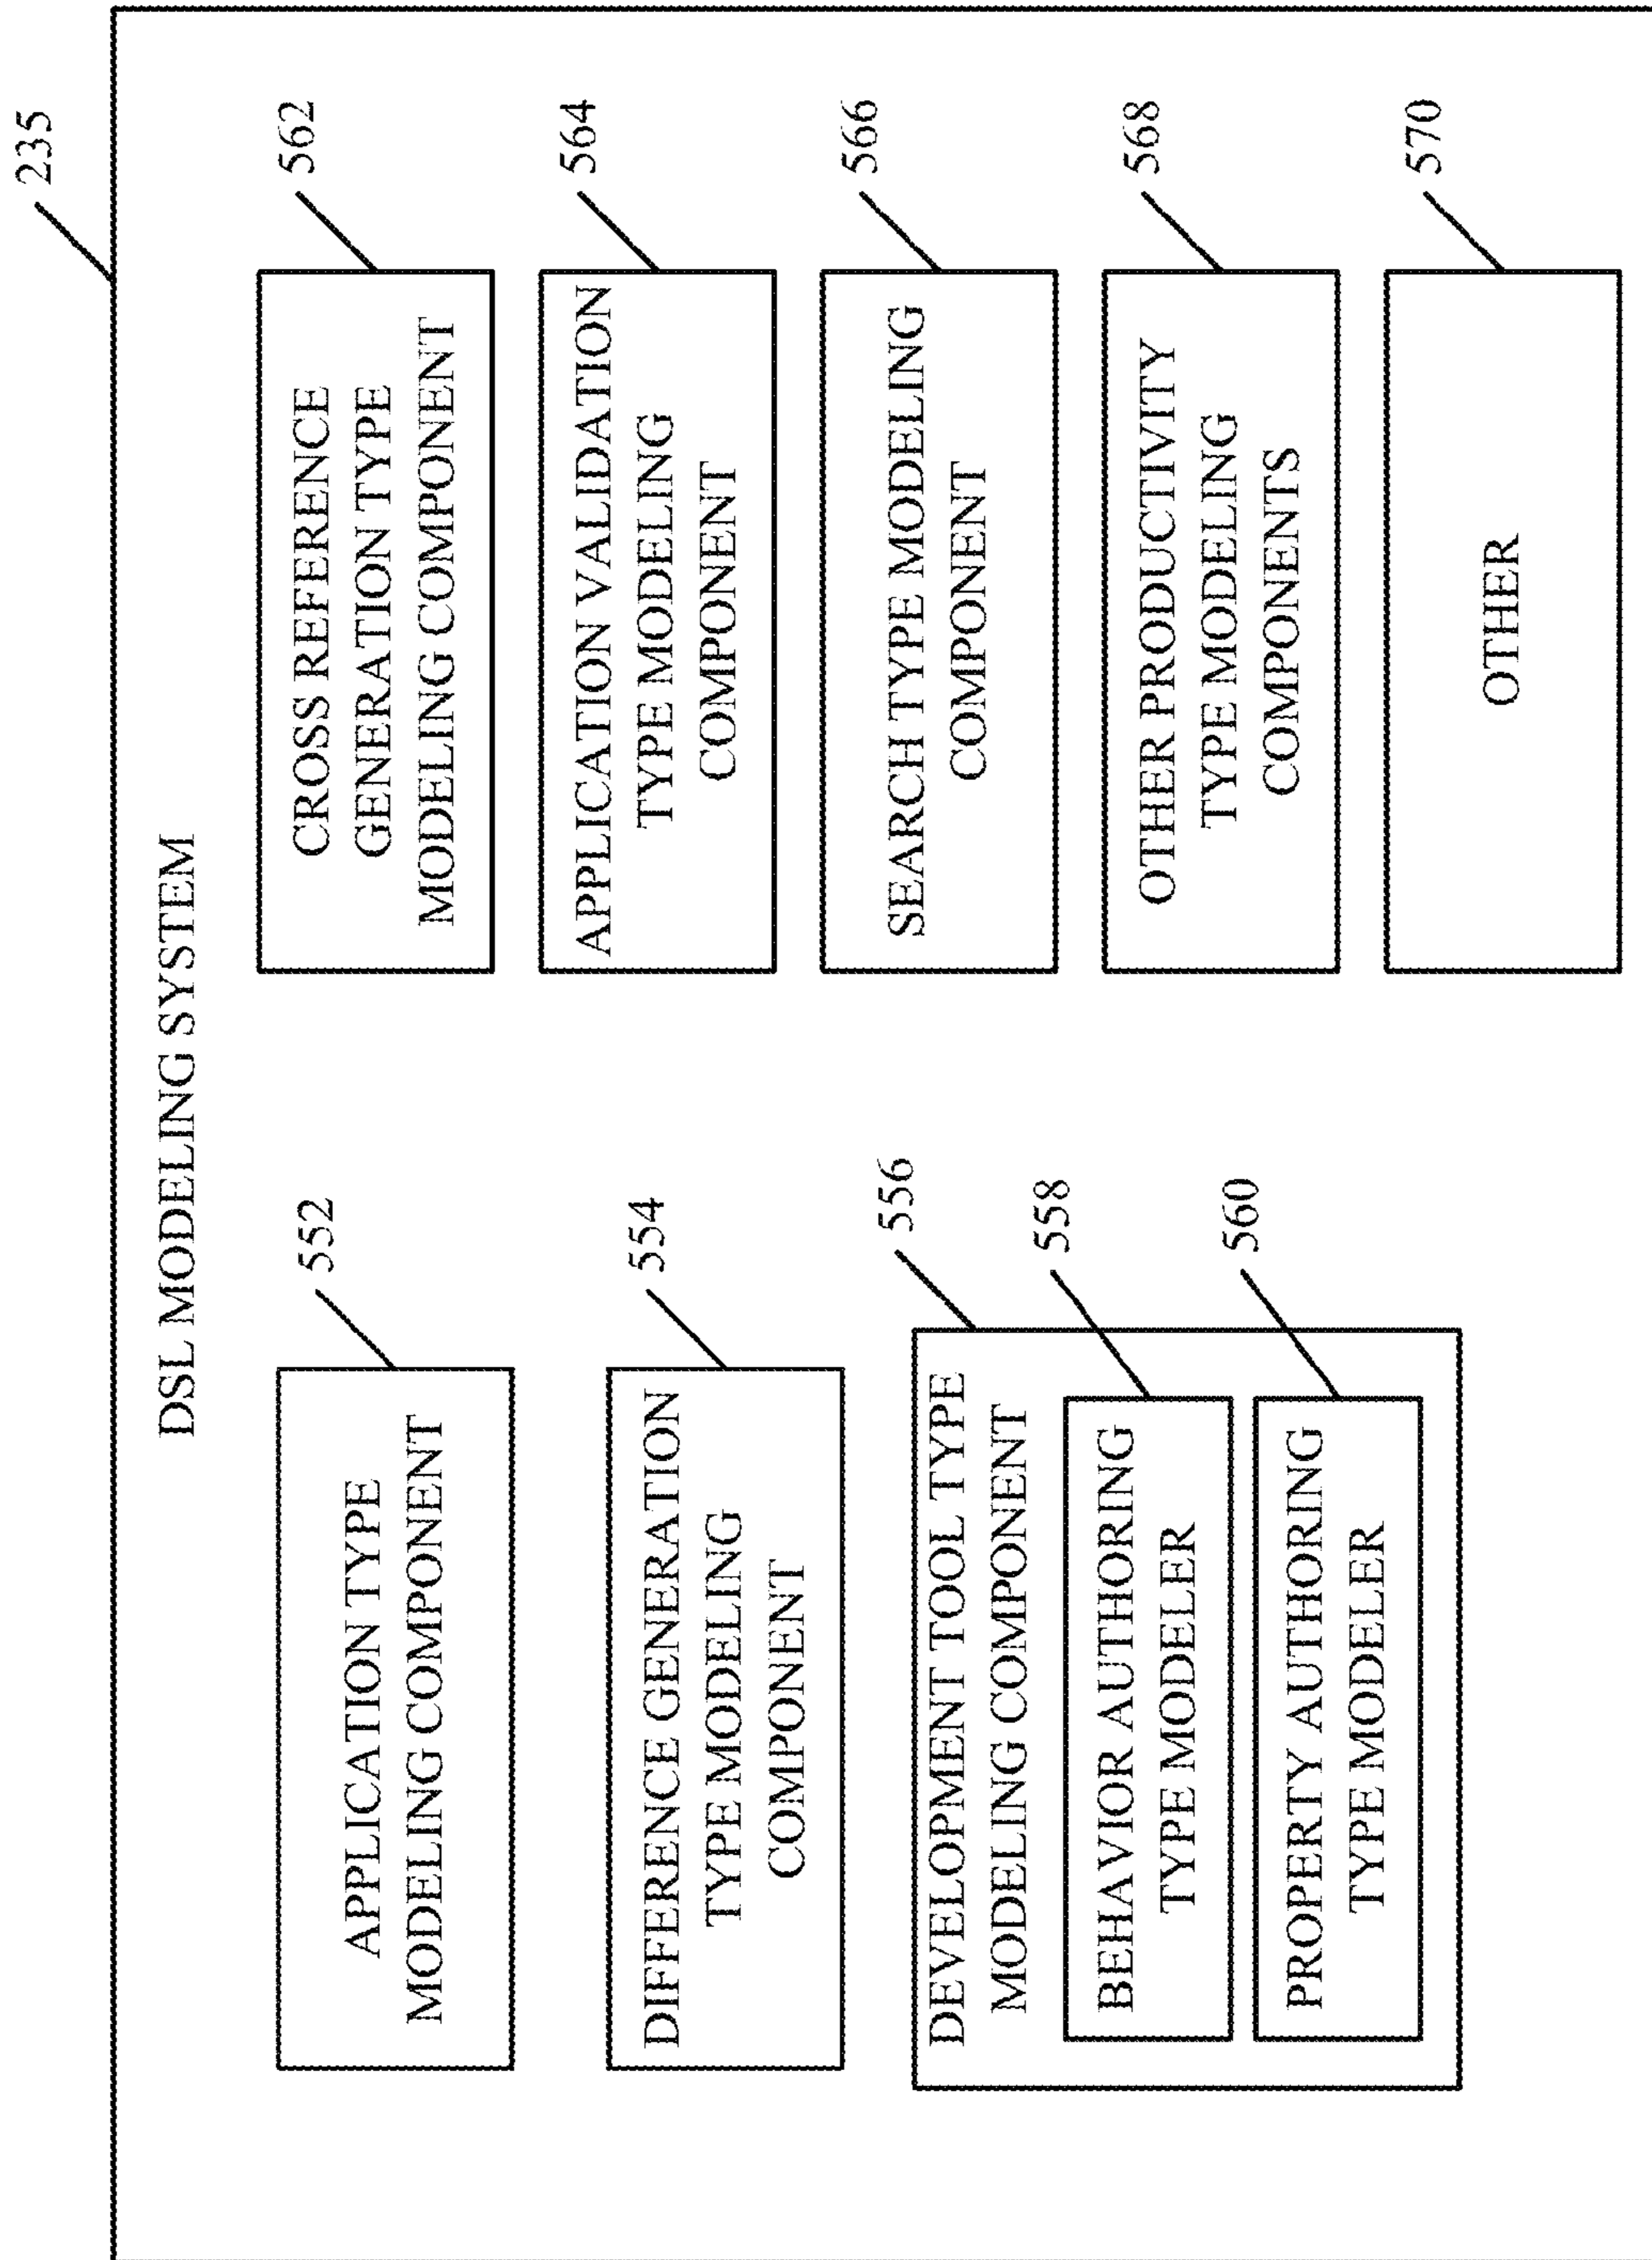 235
DSL MODELING SYSTEM
552
APPLICATION TYPE
MODELING COMPONENT
554
DIFFERENCE GENERATION
TYPE MODELING
COMPONENT
556
DEVELOPMENT TOOL TYPE
MODELING COMPONENT
558
BEHAVIOR AUTHORING
TYPE MODELER
560
PROPERTY AUTHORING
TYPE MODELER
562
CROSS REFERENCE
GENERATION TYPE
MODELING COMPONENT
564
APPLICATION VALIDATION
TYPE MODELING
COMPONENT
566
SEARCH TYPE MODELING
COMPONENT
568
OTHER PRODUCTIVITY
TYPE MODELING
COMPONENTS
570
OTHER